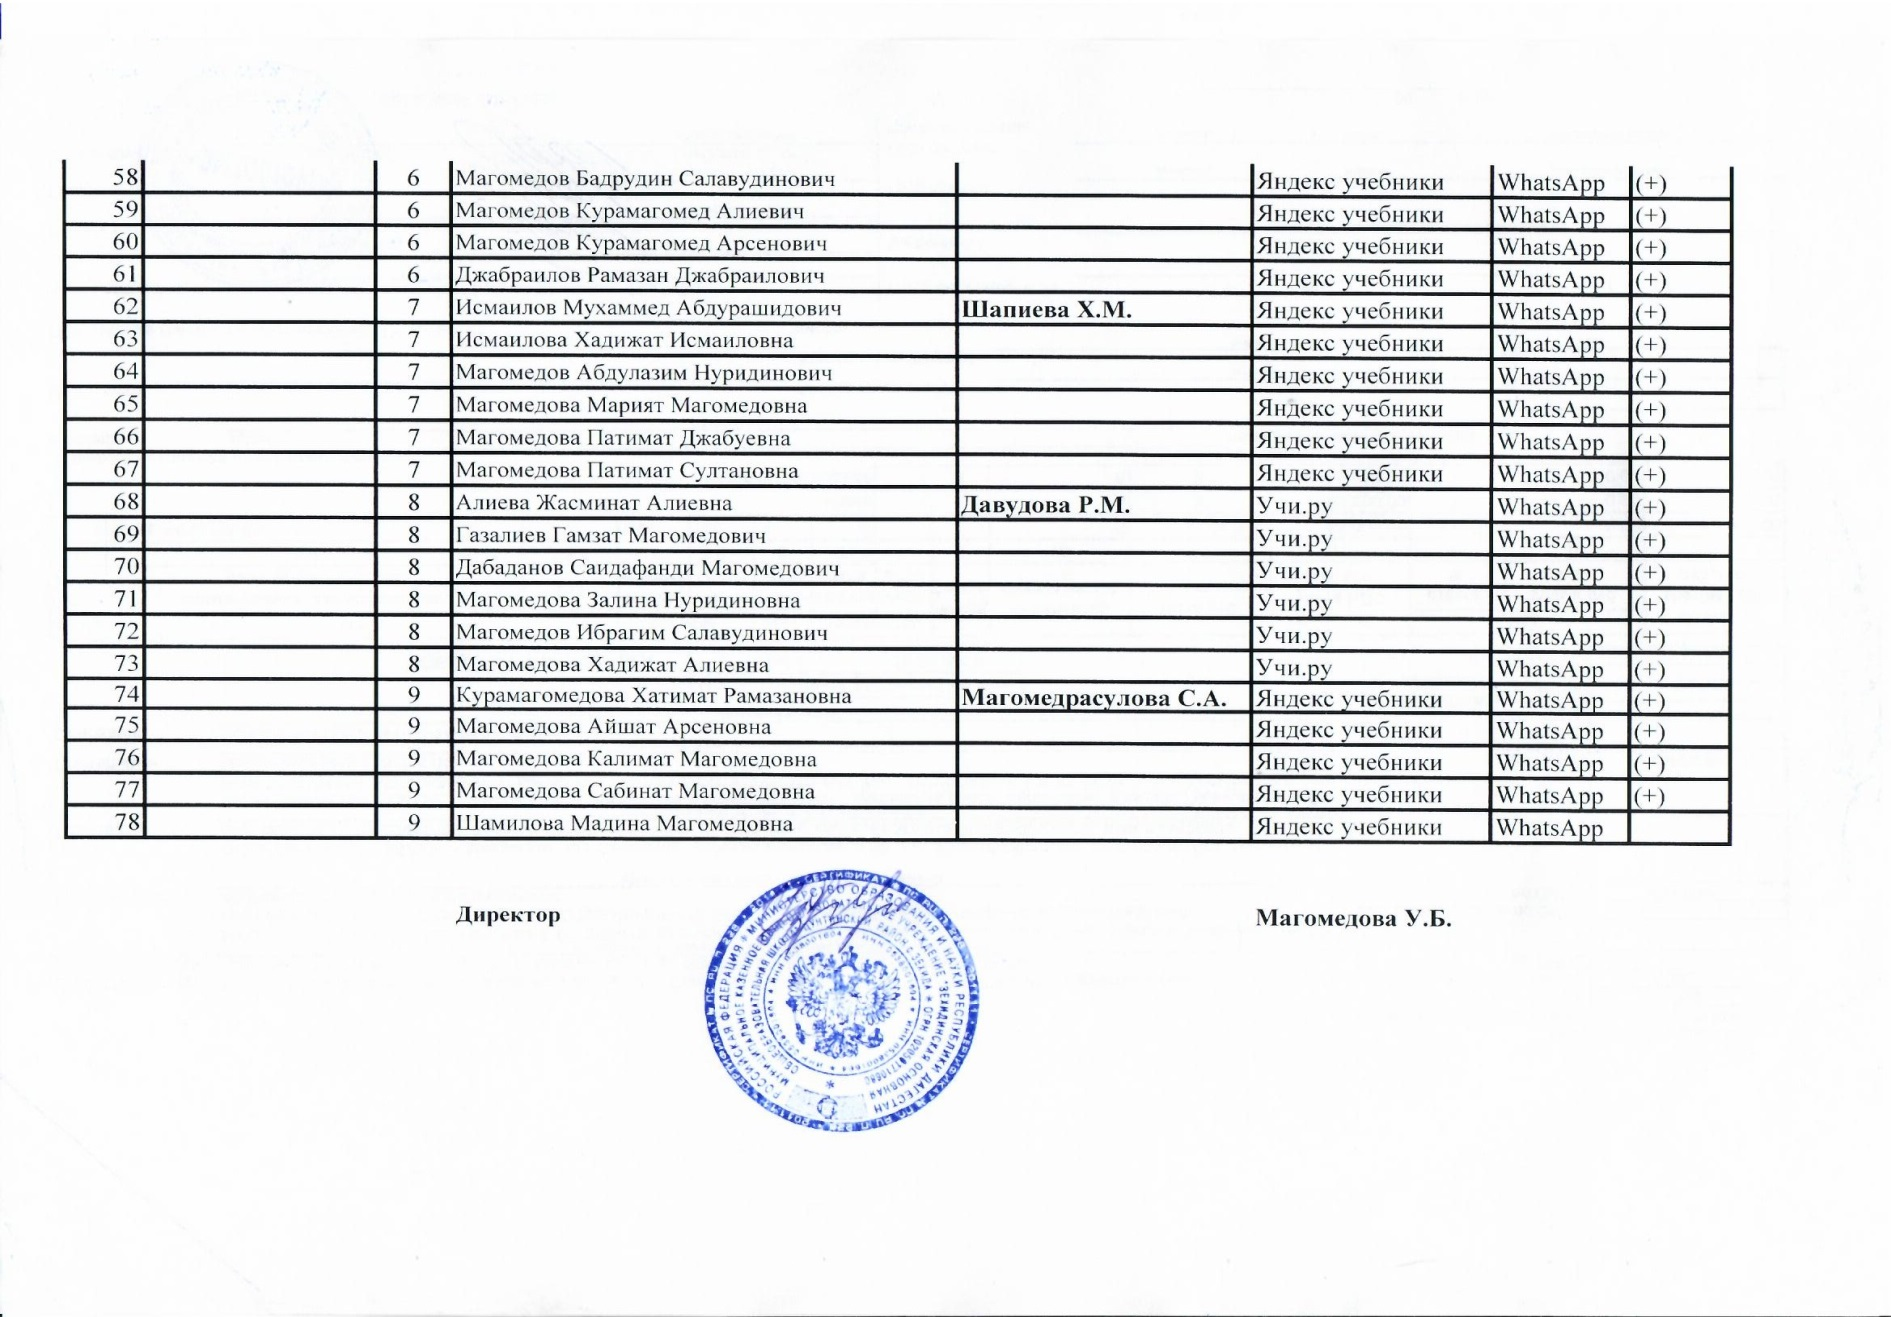 58 6 Магомедов Бадрудин Салавудинович Яндекс учебники WhatsApp (+)
59 6 Магомедов Курамагомед Алиевич Яндекс учебники WhatsApp (+)
60 6 Магомедов Курамагомед Арсенович Яндекс учебники WhatsApp (+)
61 6 Джабраилов Рамазан Джабраилович Яндекс учебники WhatsApp (+)
62 7 Исмаилов Мухаммед Абдурашидович Шапиева Х.М. Яндекс учебники WhatsApp (+)
63 7 Исмаилова Хадижат Исмаиловна Яндекс учебники WhatsApp (+)
64 7 Магомедов Абдулазим Нуридинович Яндекс учебники WhatsApp (+)
65 7 Магомедова Марият Магомедовна Яндекс учебники WhatsApp (+)
66 7 Магомедова Патимат Джабуевна Яндекс учебники WhatsApp (+)
67 7 Магомедова Патимат Султановна Яндекс учебники WhatsApp (+)
68 8 Алиева Жасминат Алиевна Давудова Р.М. Учи.ру WhatsApp (+)
69 8 Газалиев Гамзат Магомедович Учи.ру WhatsApp (+)
70 8 Дабаданов Саидафанди Магомедович Учи.ру WhatsApp (+)
71 8 Магомедова Залина Нуридиновна Учи.ру WhatsApp (+)
72 8 Магомедов Ибрагим Салавудинович Учи.ру WhatsApp (+)
73 8 Магомедова Хадижат Алиевна Учи.ру WhatsApp (+)
74 9 Курамагомедова Хатимат Рамазановна Магомедрасулова С.А. Яндекс учебники WhatsApp (+)
75 9 Магомедова Айшат Арсеновна Яндекс учебники WhatsApp (+)
76 9 Магомедова Калимат Магомедовна Яндекс учебники WhatsApp (+)
77 9 Магомедова Сабинат Магомедовна Яндекс учебники WhatsApp (+)
78 9 Шамилова Мадина Магомедовна Яндекс учебники WhatsApp
Директор Магомедова У.Б.
РОССИЙСКАЯ ФЕДЕРАЦИЯ * МИНИСТЕРСТВО ОБРАЗОВАНИЯ И НАУКИ РЕСПУБЛИКИ ДАГЕСТАН